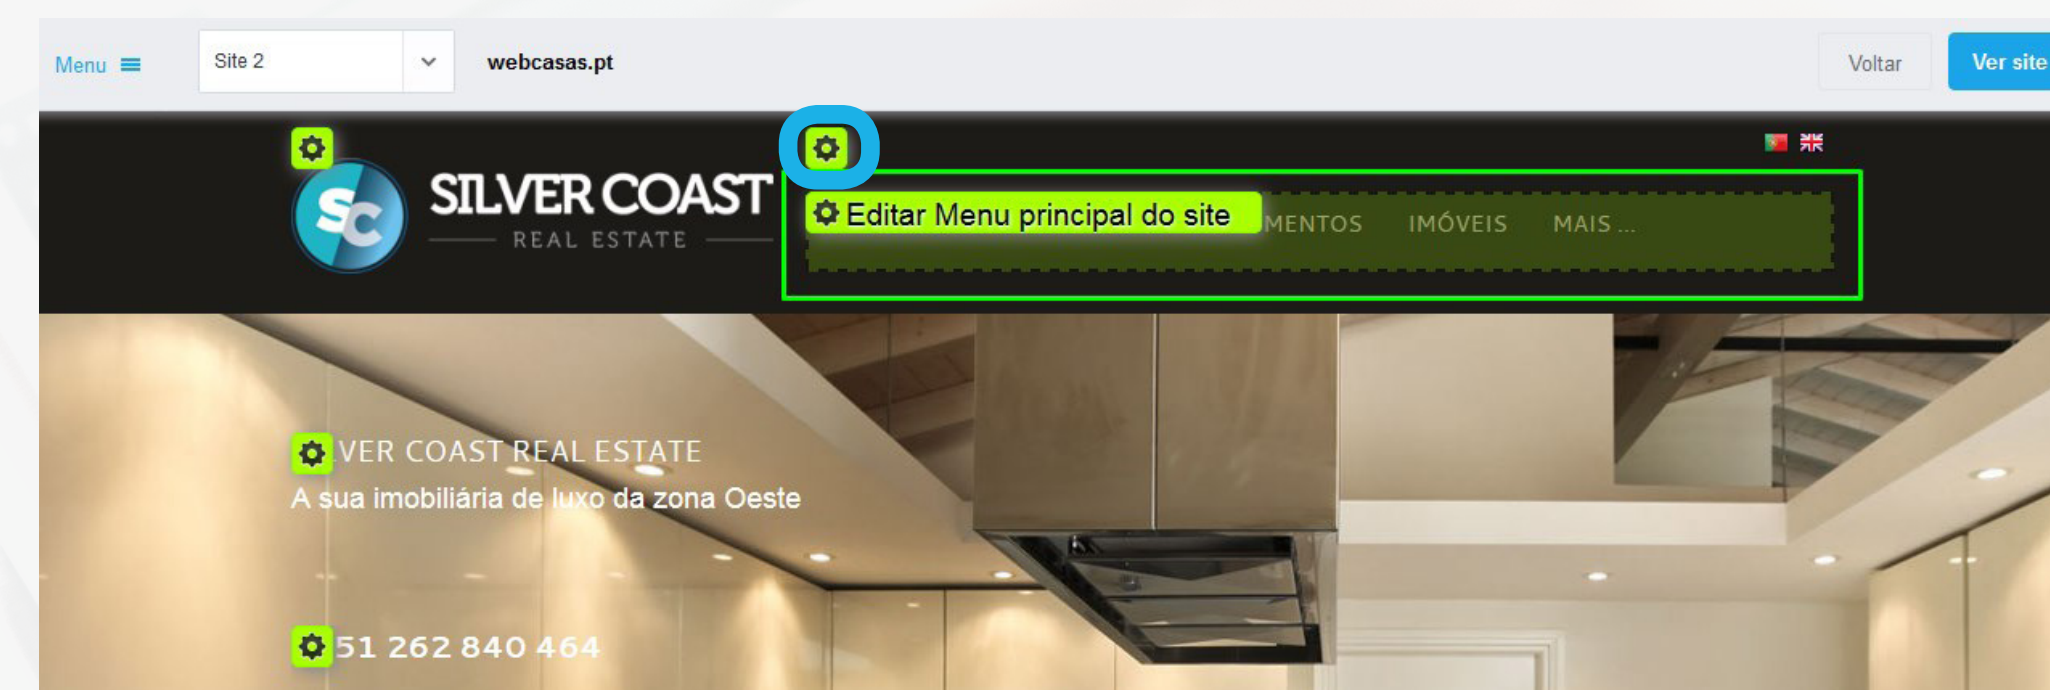 Menu
Site 2
webcasas.pt
Voltar
Ver site
SC
SILVER COAST
REAL ESTATE
Editar Menu principal do site
MENTOS IMÓVEIS MAIS ...
VER COAST REAL ESTATE
A sua imobiliária de luxo da zona Oeste
51 262 840 464